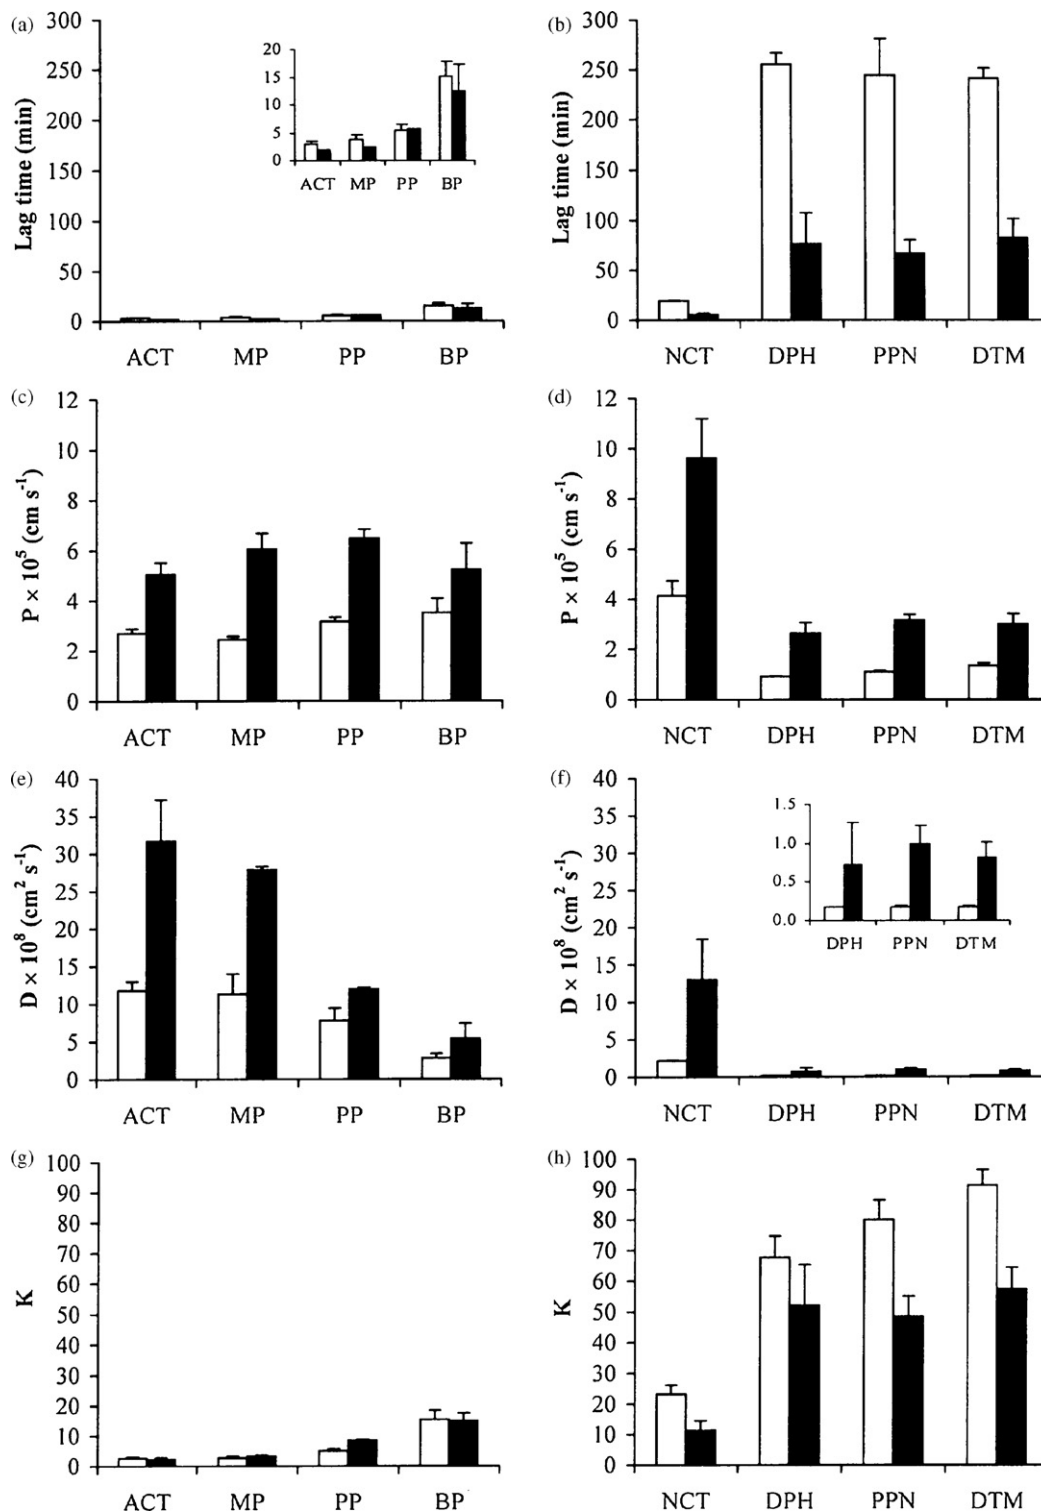 (a)
Lag time (min)
300
250
200
150
100
50
0
20
15
10
5
0
ACT MP PP BP
ACT MP PP BP
(b)
Lag time (min)
300
250
200
150
100
50
0
NCT DPH PPN DTM
(c)
P × 10⁵ (cm s⁻¹)
12
10
8
6
4
2
0
ACT MP PP BP
(d)
P × 10⁵ (cm s⁻¹)
12
10
8
6
4
2
0
NCT DPH PPN DTM
(e)
D × 10⁸ (cm² s⁻¹)
40
35
30
25
20
15
10
5
0
ACT MP PP BP
(f)
D × 10⁸ (cm² s⁻¹)
40
35
30
25
20
15
10
5
0
1.5
1.0
0.5
0.0
DPH PPN DTM
NCT DPH PPN DTM
(g)
K
100
90
80
70
60
50
40
30
20
10
0
ACT MP PP BP
(h)
K
100
90
80
70
60
50
40
30
20
10
0
NCT DPH PPN DTM